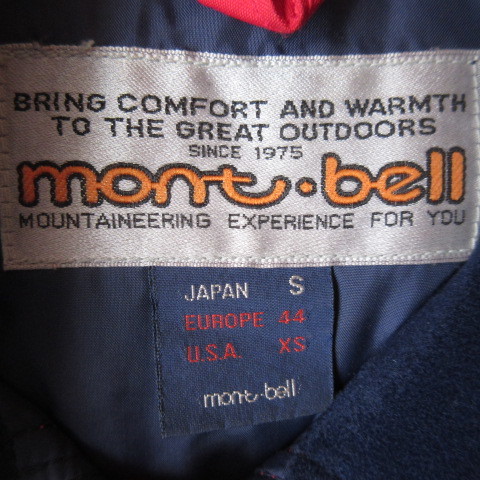 BRING COMFORT AND WARMTH
TO THE GREAT OUTDOORS
SINCE 1975
mont-bell
MOUNTAINEERING EXPERIENCE FOR YOU
JAPAN S
EUROPE 44
U.S.A. XS
mont-bell